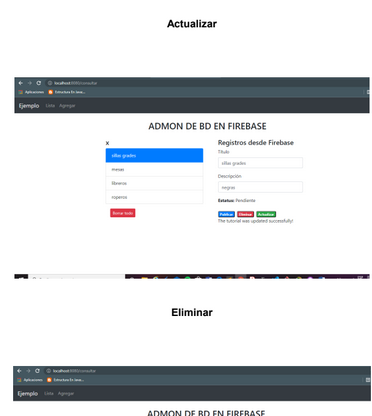 Actualizar
localhost:8080/consultar
Aplicaciones Estructura En Java...
Ejemplo Lista Agregar
ADMON DE BD EN FIREBASE
x
sillas grades
mesas
libreros
roperos
Borrar todo
Registros desde Firebase
Título
sillas grades
Descripción
negras
Estatus: Pendiente
Publicar Eliminar Actualizar
The tutorial was updated successfully!
Eliminar
localhost:8080/consultar
Aplicaciones Estructura En Java...
Ejemplo Lista Agregar
ADMON DE BD EN FIREBASE